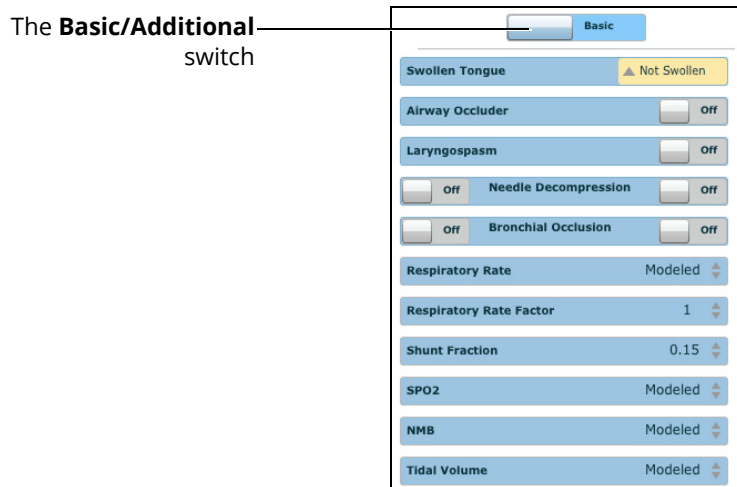 The Basic/Additional
switch
Basic
Swollen Tongue Not Swollen
Airway Occluder Off
Laryngospasm Off
Off Needle Decompression Off
Off Bronchial Occlusion Off
Respiratory Rate Modeled
Respiratory Rate Factor 1
Shunt Fraction 0.15
SPO2 Modeled
NMB Modeled
Tidal Volume Modeled